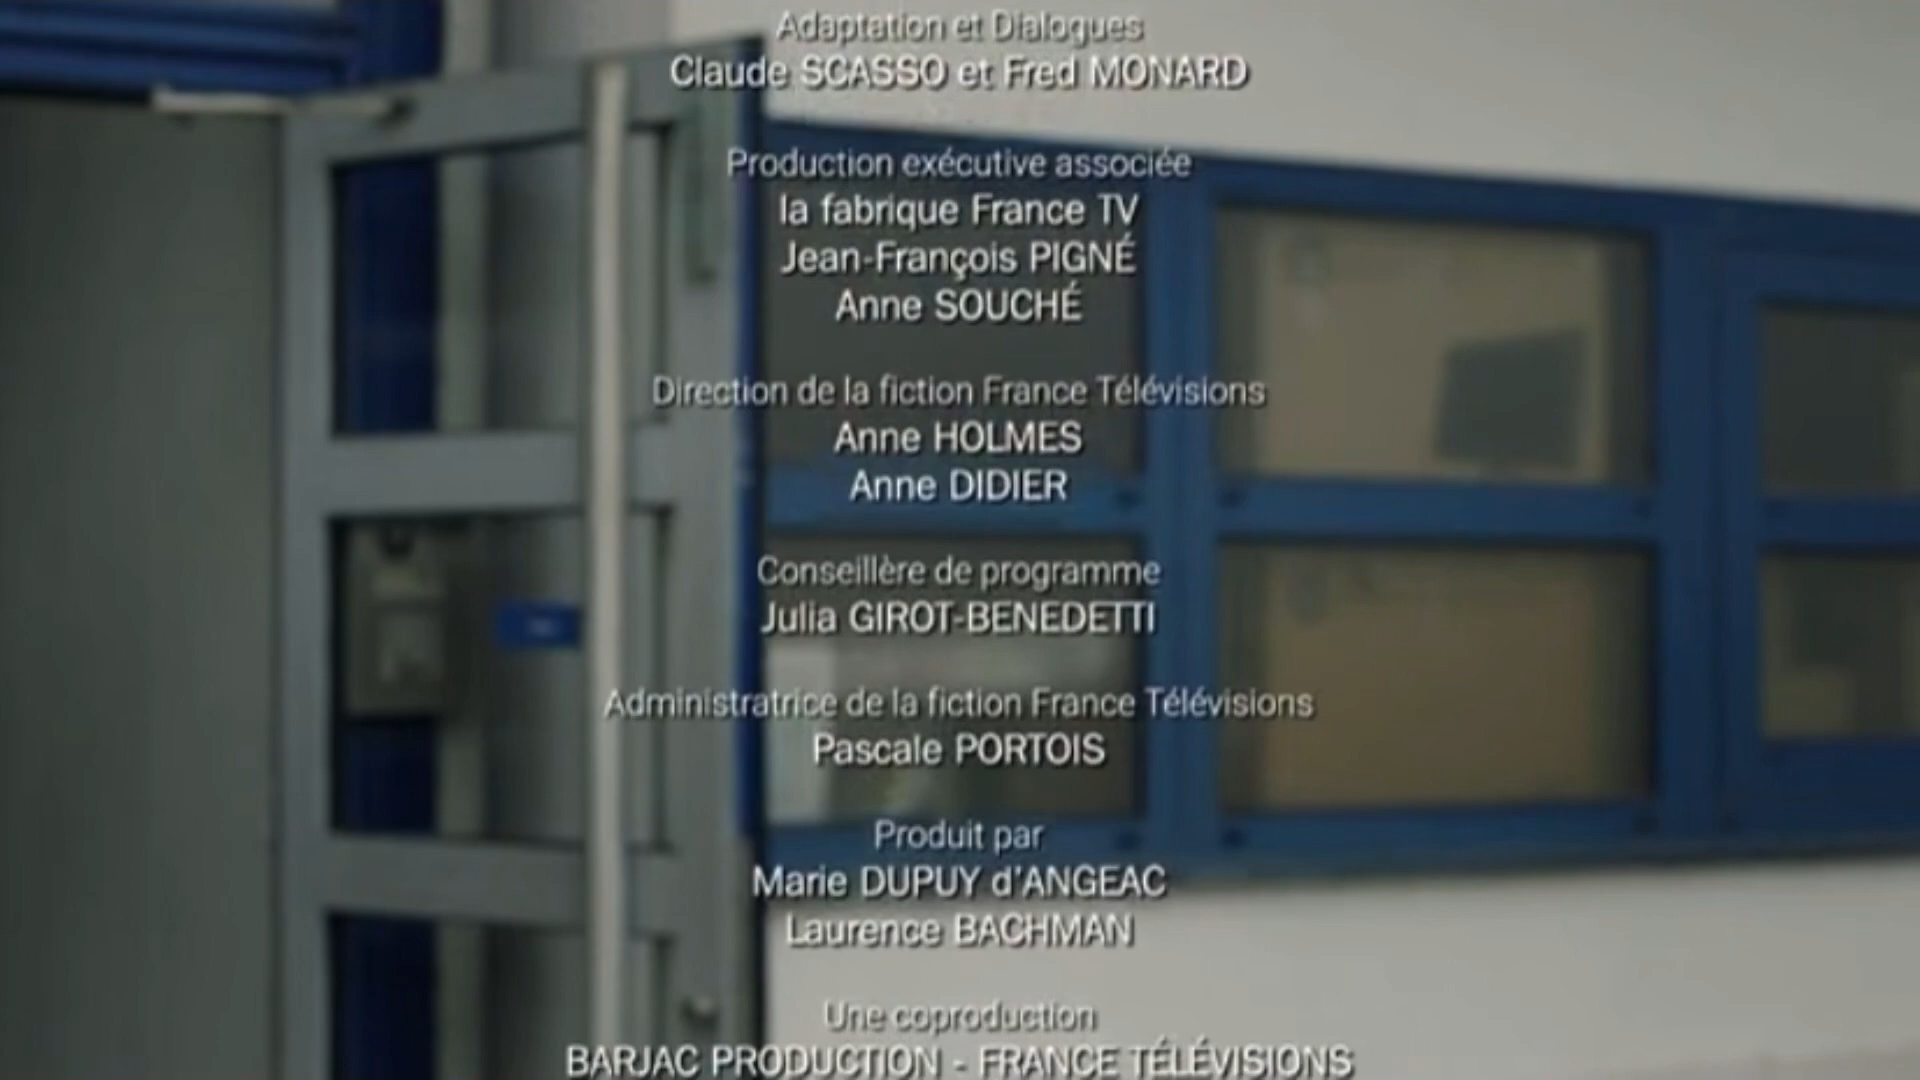 Adaptation et Dialogues
Claude SCASSO et Fred MONARD
Production exécutive associée
la fabrique France TV
Jean-François PIGNÉ
Anne SOUCHÉ
Direction de la fiction France Télévisions
Anne HOLMES
Anne DIDIER
Conseillère de programme
Julia GIROT-BENEDETTI
Administratrice de la fiction France Télévisions
Pascale PORTOIS
Produit par
Marie DUPUY d'ANGEAC
Laurence BACHMAN
Une coproduction
BARJAC PRODUCTION - FRANCE TÉLÉVISIONS